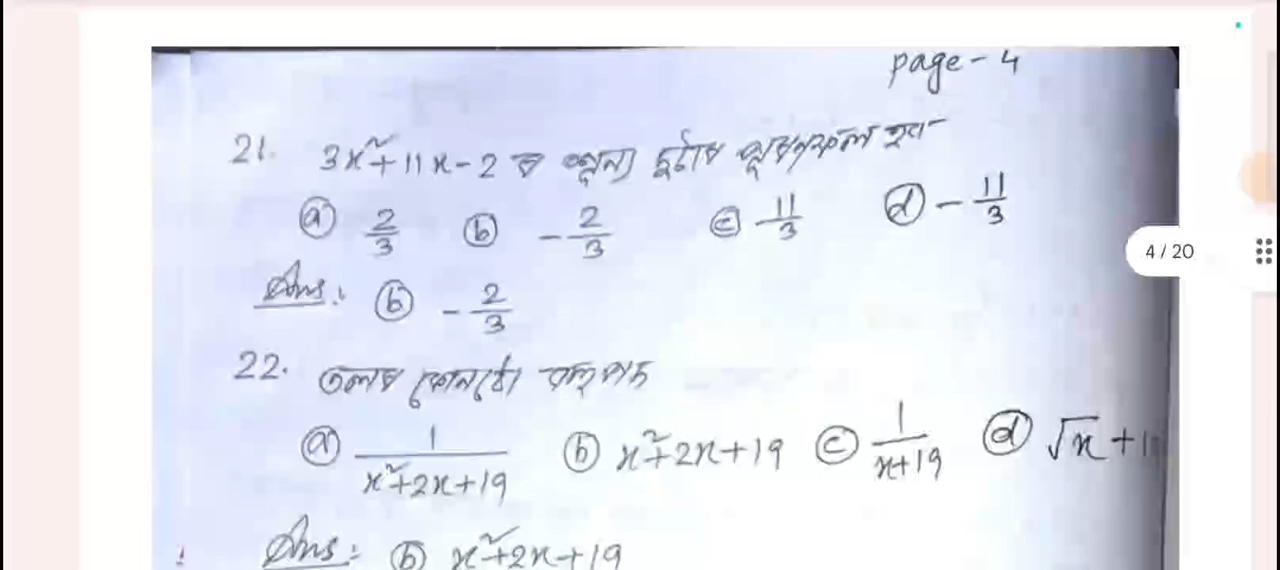 page - 4
21. 3x²+11x-2 ৰ শূন্য দুটাৰ পূৰণফল হ'ব-
ⓐ 2/3 ⓑ -2/3 ⓒ 11/3 ⓓ -11/3
Ans: ⓑ -2/3
4 / 20
22. তলৰ কোনটো বহুপদ
ⓐ 1/(x²+2x+19) ⓑ x²+2x+19 ⓒ 1/(x+19) ⓓ √x+1
Ans: ⓑ x²+2x+19